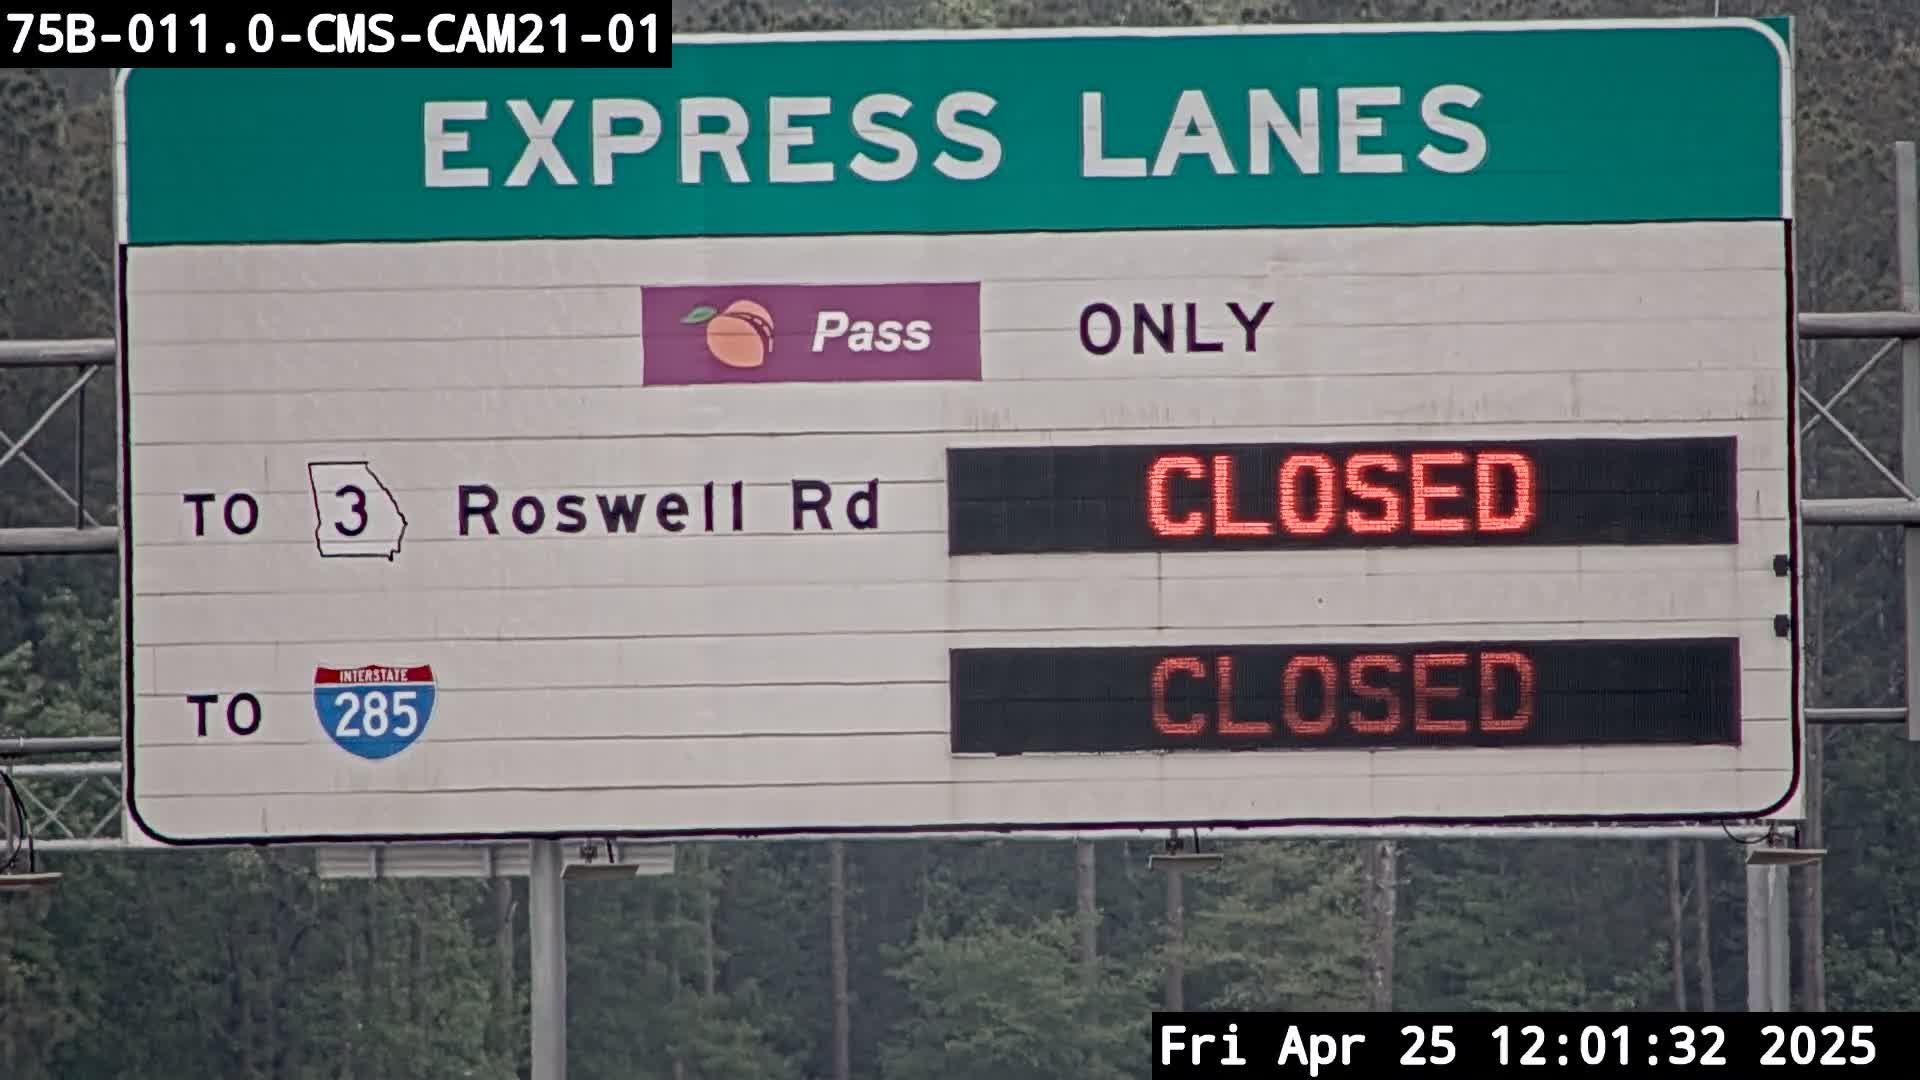 75B-011.0-CMS-CAM21-01
EXPRESS LANES
Pass ONLY
TO 3 Roswell Rd CLOSED
TO INTERSTATE 285 CLOSED
Fri Apr 25 12:01:32 2025